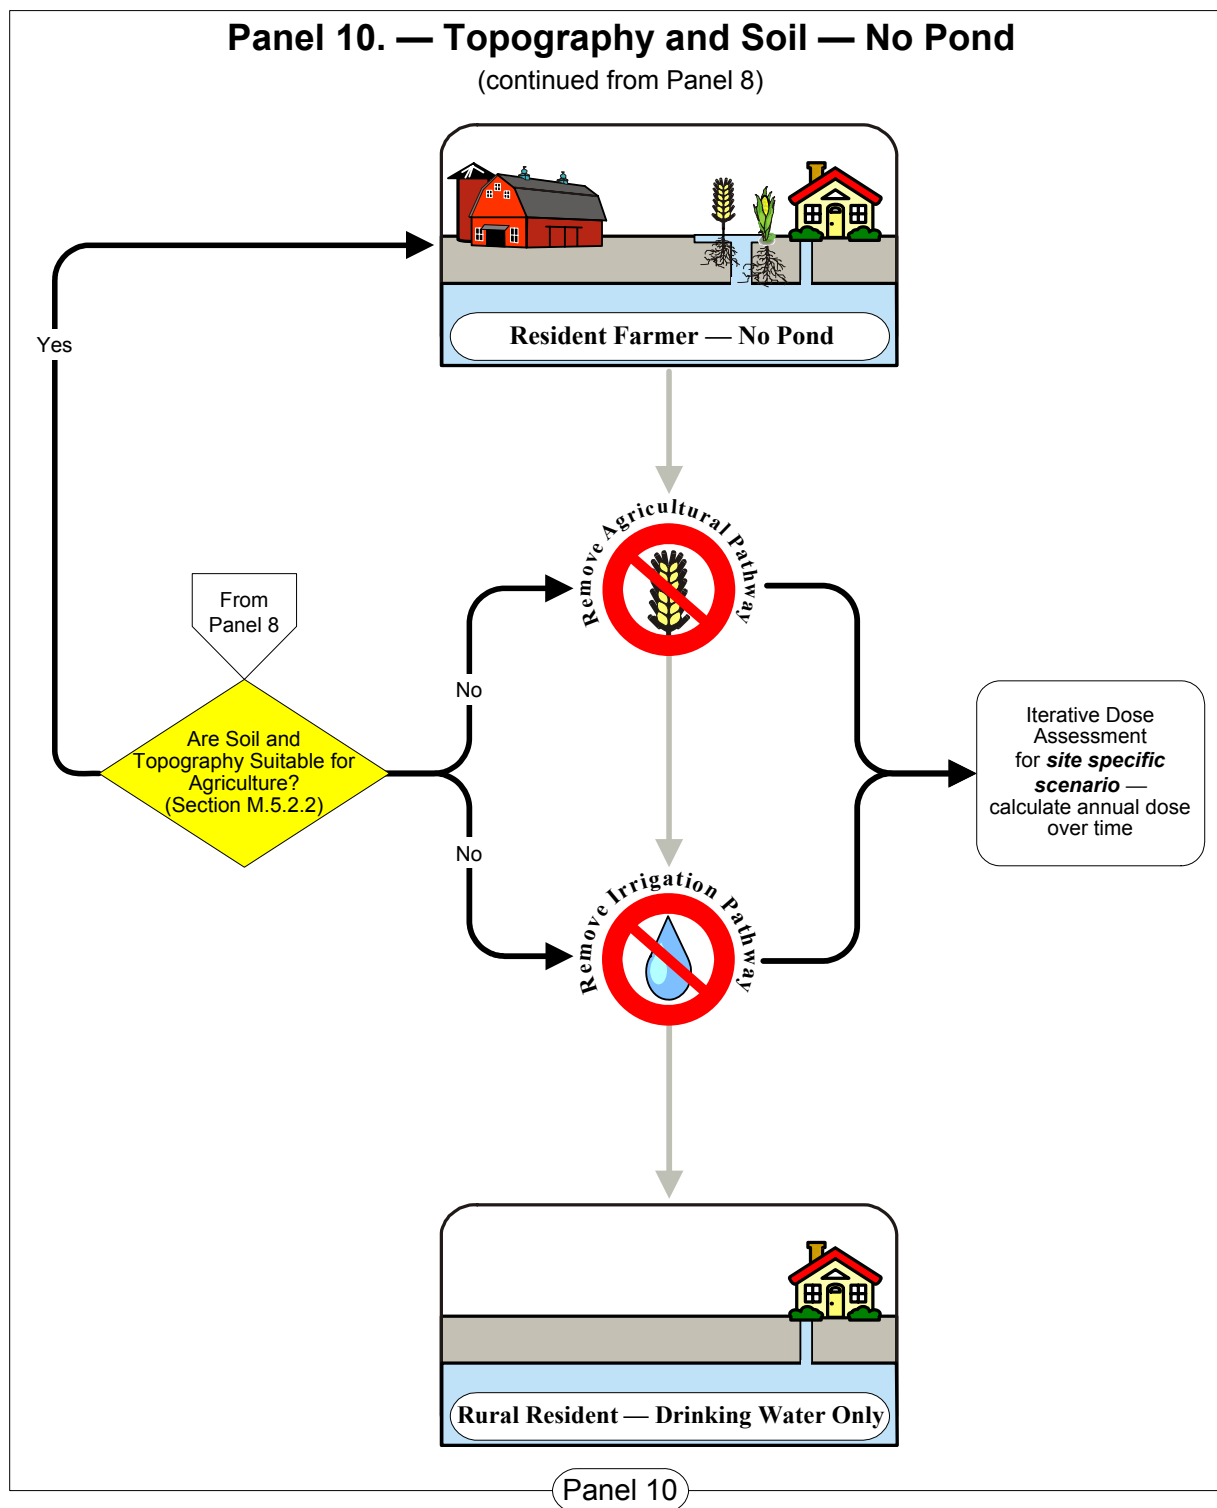 Panel 10. — Topography and Soil — No Pond
(continued from Panel 8)
Resident Farmer — No Pond
Yes
Remove Agricultural Pathway
From
Panel 8
No
Are Soil and
Topography Suitable for
Agriculture?
(Section M.5.2.2)
Iterative Dose
Assessment
for site specific
scenario —
calculate annual dose
over time
No
Remove Irrigation Pathway
Rural Resident — Drinking Water Only
Panel 10